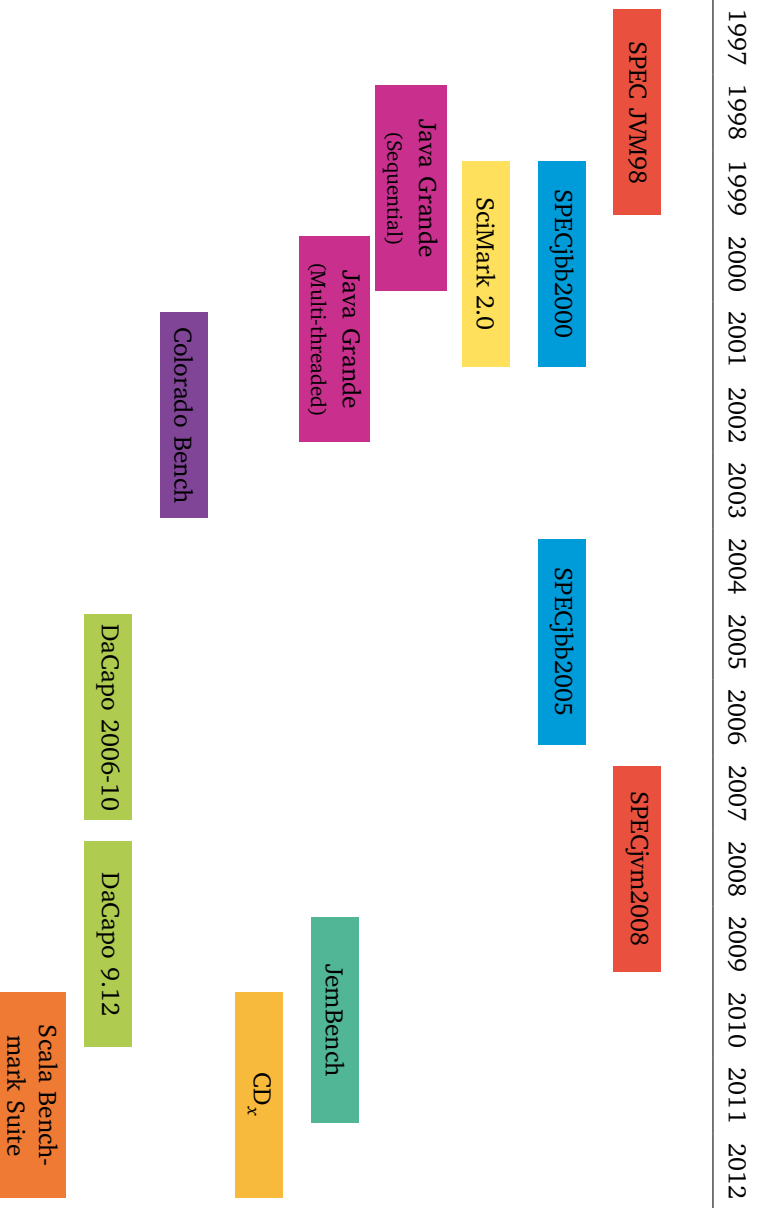 1997 1998 1999 2000 2001 2002 2003 2004 2005 2006 2007 2008 2009 2010 2011 2012
SPEC JVM98
SPECjvm2008
SPECjbb2000
SPECjbb2005
SciMark 2.0
Java Grande
(Sequential)
Java Grande
(Multi-threaded)
JemBench
CDx
Colorado Bench
DaCapo 2006-10
DaCapo 9.12
Scala Bench-
mark Suite